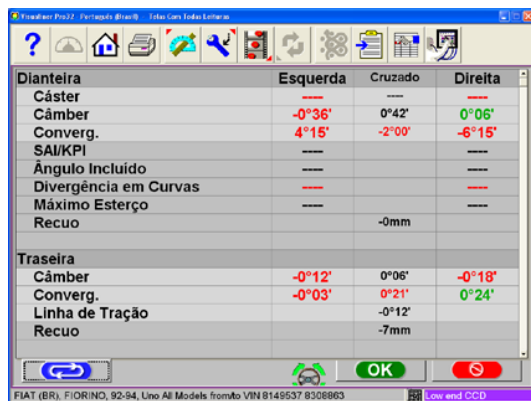 Visualiner Pro32 Português (Brasil) Telas Com Todas Leituras
Dianteira Esquerda Cruzado Direita
Cáster ---- ---- ----
Câmber -0°36' 0°42' 0°06'
Converg. 4°15' -2°00' -6°15'
SAI/KPI ---- ----
Ângulo Incluído ---- ----
Divergência em Curvas ---- ----
Máximo Esterço ---- ----
Recuo -0mm
Traseira
Câmber -0°12' 0°06' -0°18'
Converg. -0°03' 0°21' 0°24'
Linha de Tração -0°12'
Recuo -7mm
OK
FIAT (BR), FIORINO, 92-94, Uno All Models from/to VIN 8149537 8308863 Low end CCD